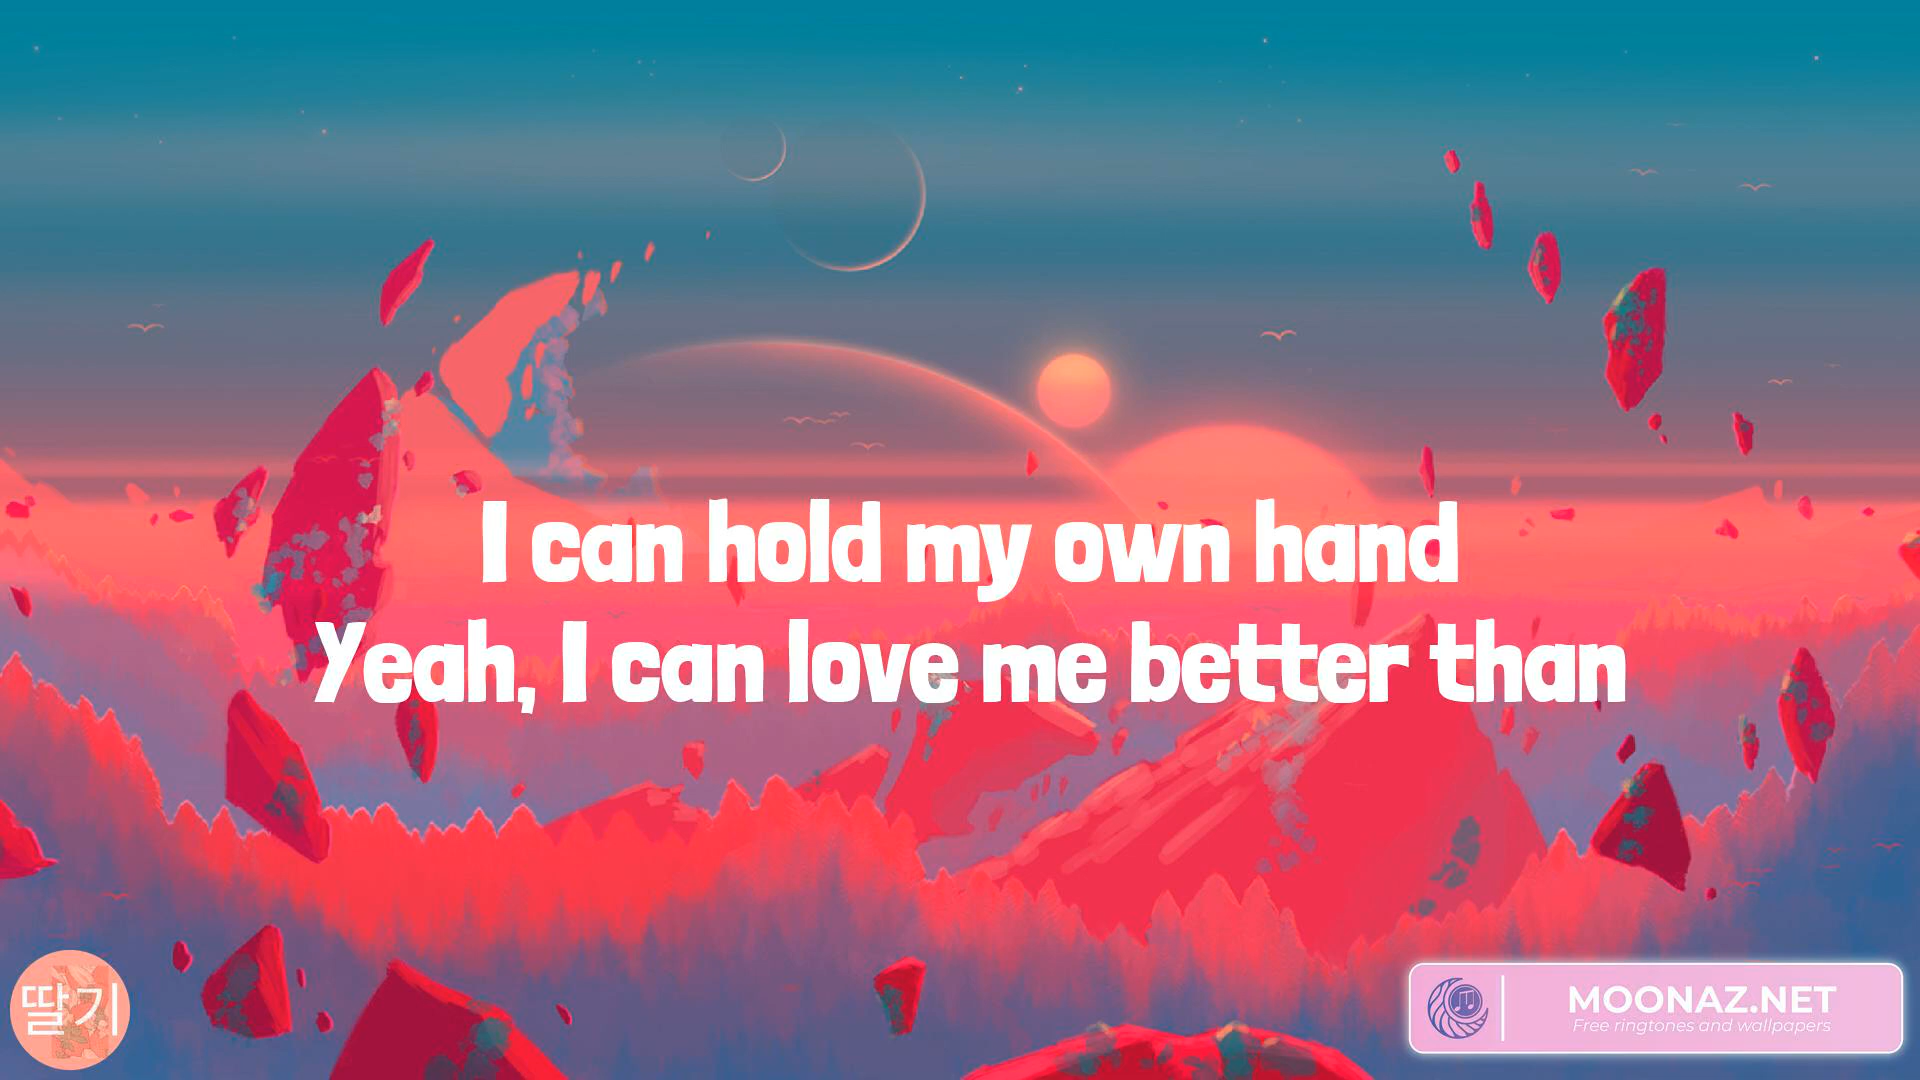 I can hold my own hand
Yeah, I can love me better than
딸기
MOONAZ.NET
Free ringtones and wallpapers